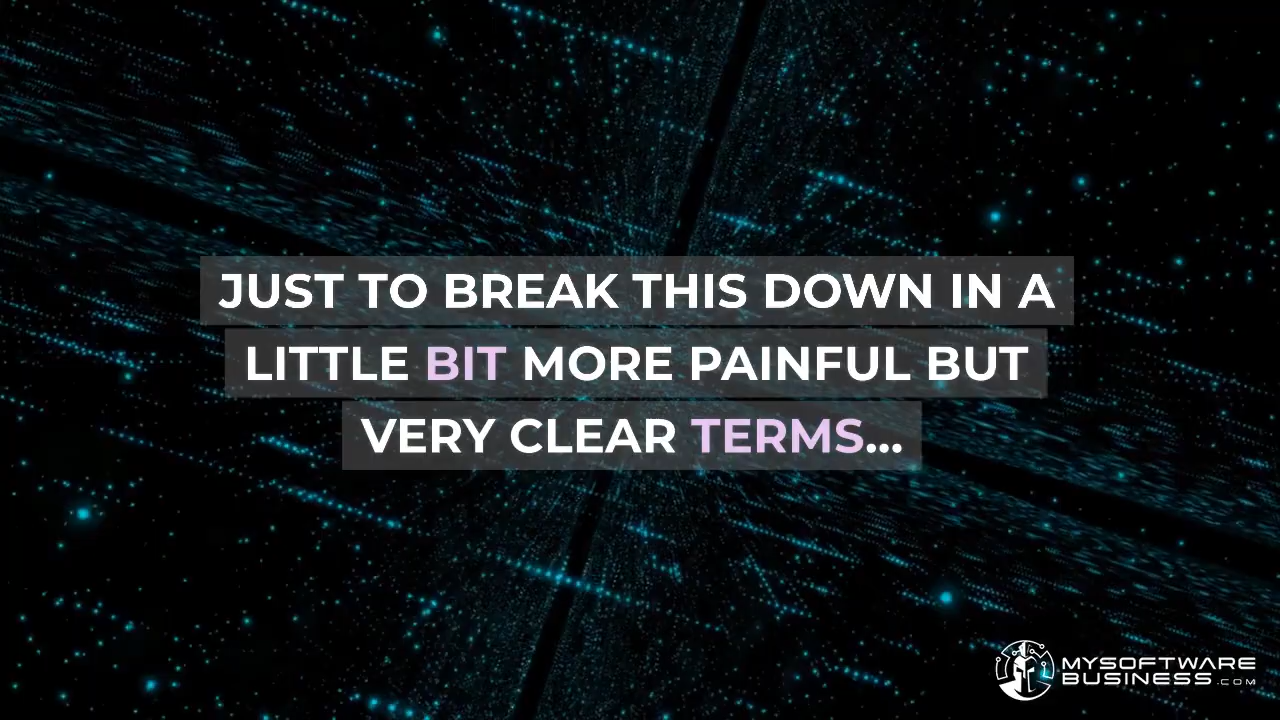 JUST TO BREAK THIS DOWN IN A
LITTLE BIT MORE PAINFUL BUT
VERY CLEAR TERMS...
MYSOFTWARE
BUSINESS.COM